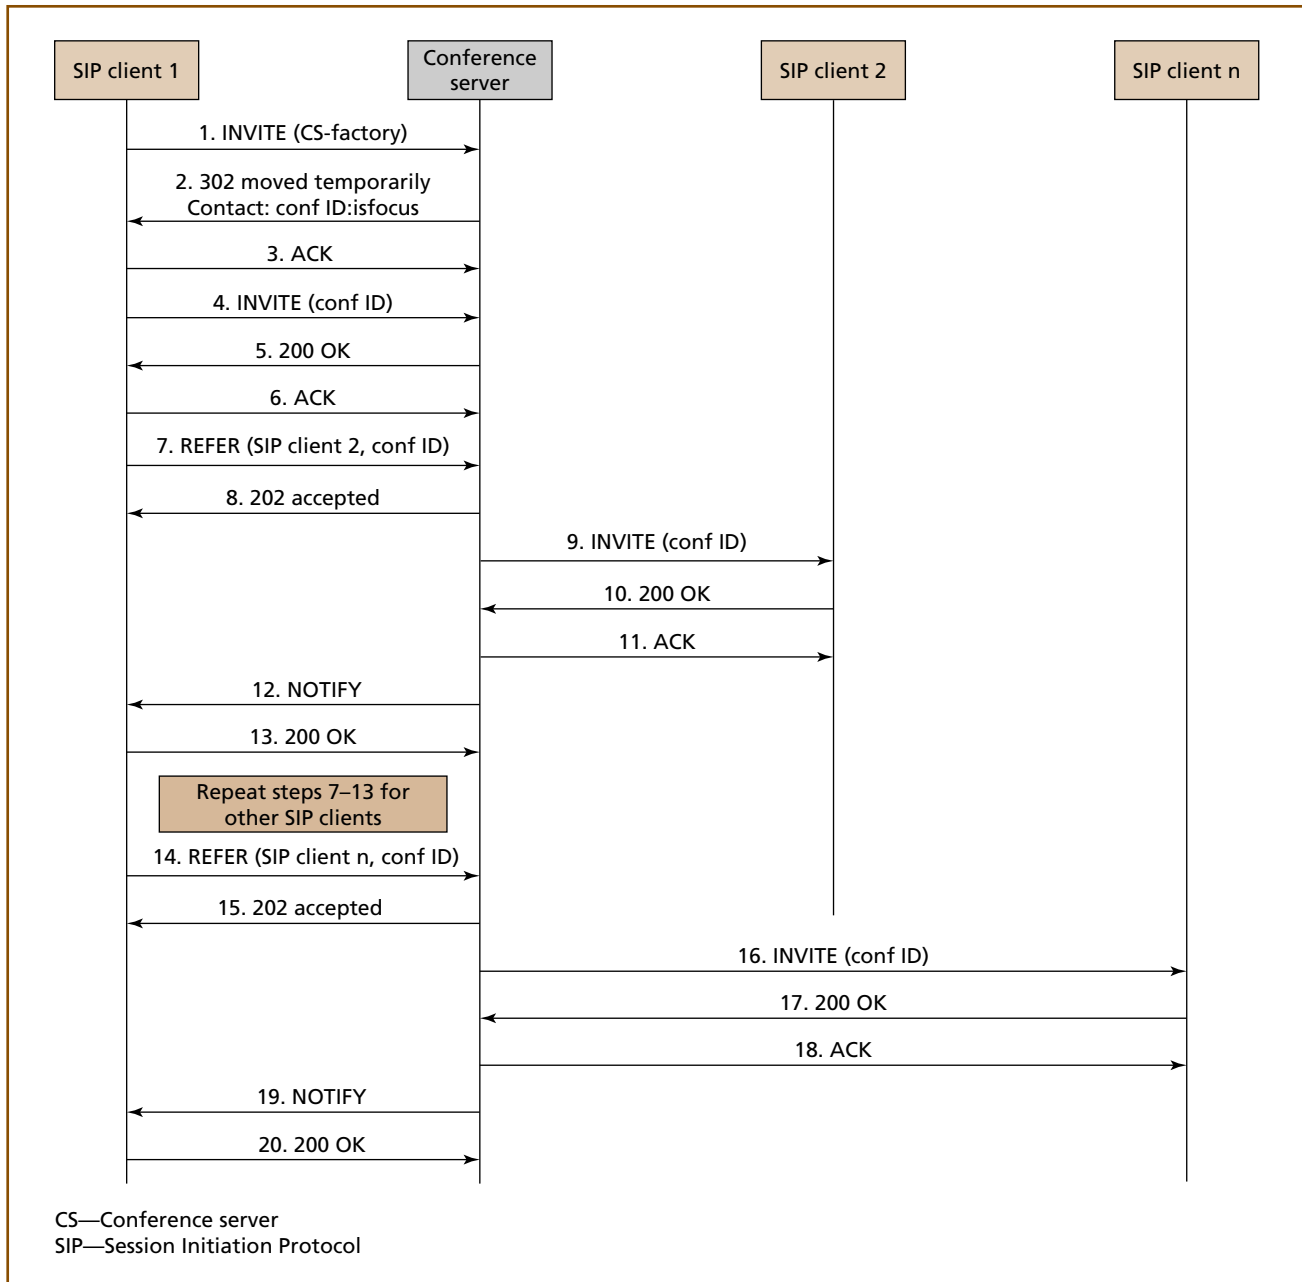 SIP client 1
Conference
server
SIP client 2
SIP client n
1. INVITE (CS-factory)
2. 302 moved temporarily
Contact: conf ID:isfocus
3. ACK
4. INVITE (conf ID)
5. 200 OK
6. ACK
7. REFER (SIP client 2, conf ID)
8. 202 accepted
9. INVITE (conf ID)
10. 200 OK
11. ACK
12. NOTIFY
13. 200 OK
Repeat steps 7–13 for
other SIP clients
14. REFER (SIP client n, conf ID)
15. 202 accepted
16. INVITE (conf ID)
17. 200 OK
18. ACK
19. NOTIFY
20. 200 OK
CS—Conference server
SIP—Session Initiation Protocol